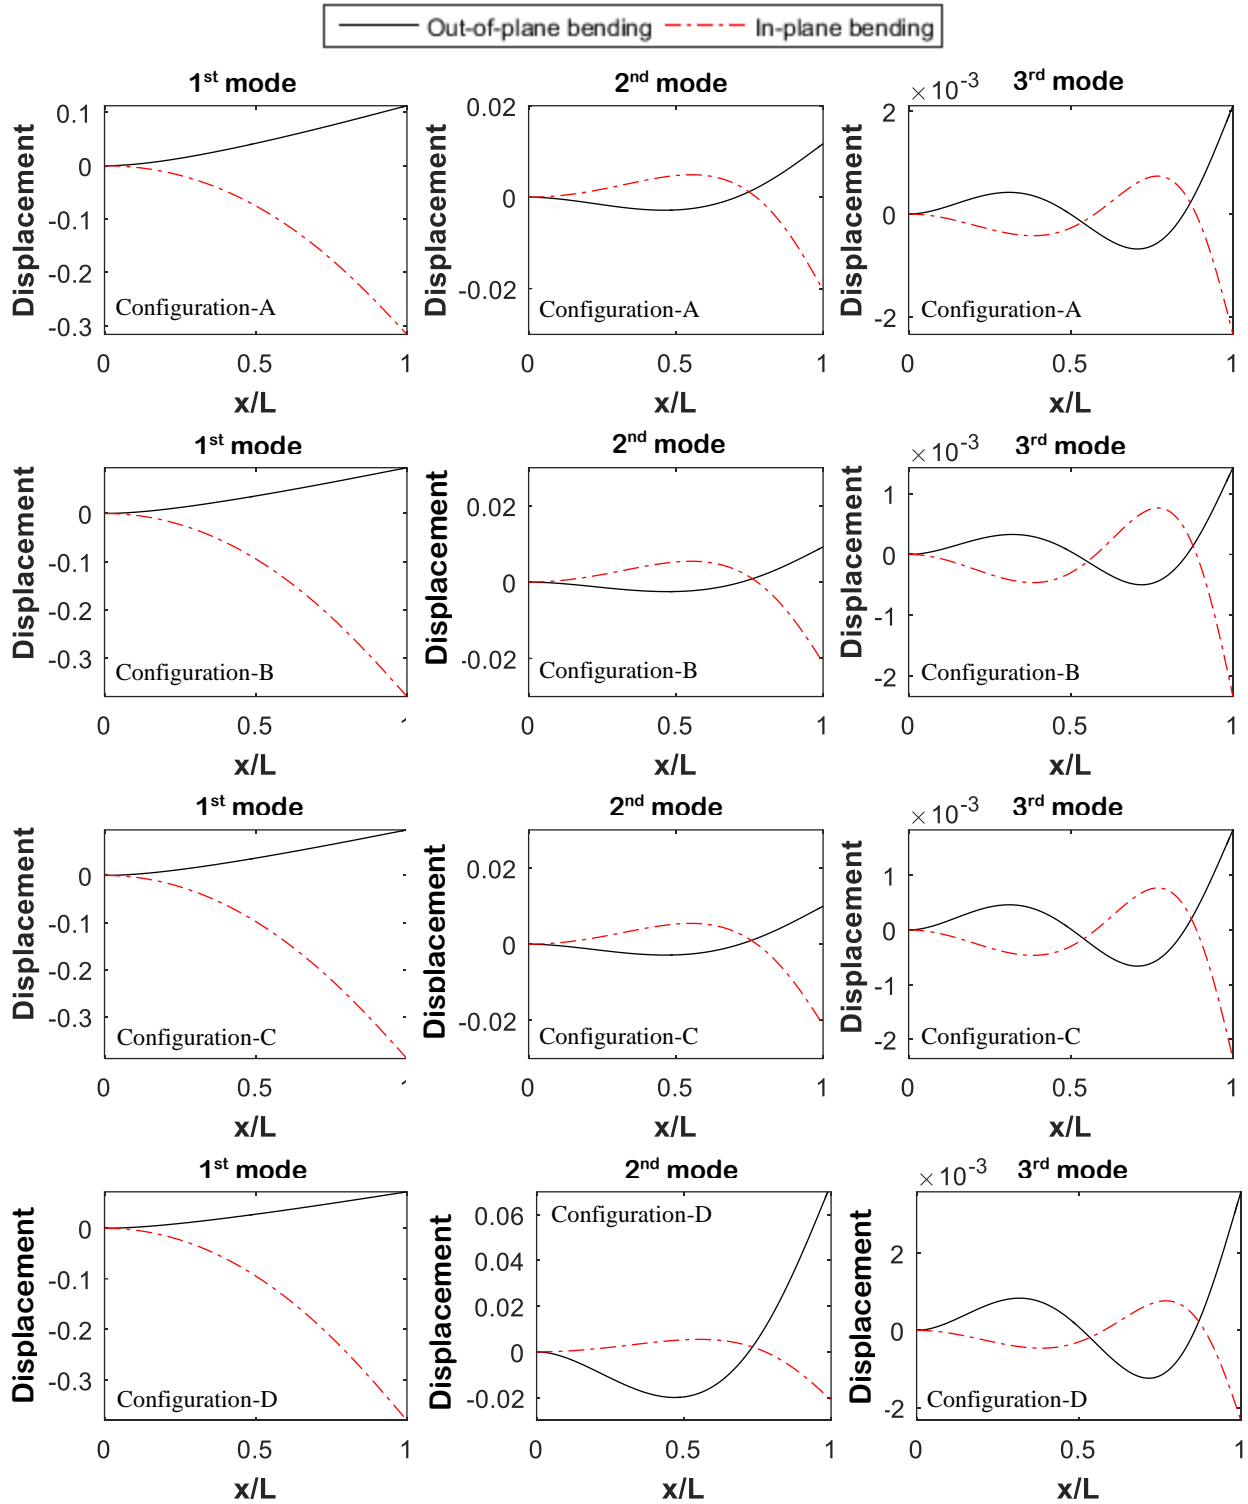 Out-of-plane bending In-plane bending
1st mode 2nd mode 3rd mode
× 10-3
Displacement Displacement Displacement
0.1 0 -0.1 -0.2 -0.3
0.02 0 -0.02
2 0 -2
Configuration-A Configuration-A Configuration-A
0 0.5 1 0 0.5 1 0 0.5 1
x/L x/L x/L
1st mode 2nd mode 3rd mode
× 10-3
Displacement Displacement Displacement
0 -0.1 -0.2 -0.3
0.02 0 -0.02
1 0 -1 -2
Configuration-B Configuration-B Configuration-B
0 0.5 1 0 0.5 1 0 0.5 1
x/L x/L x/L
1st mode 2nd mode 3rd mode
× 10-3
Displacement Displacement Displacement
0 -0.1 -0.2 -0.3
0.02 0 -0.02
1 0 -1 -2
Configuration-C Configuration-C Configuration-C
0 0.5 1 0 0.5 1 0 0.5 1
x/L x/L x/L
1st mode 2nd mode 3rd mode
× 10-3
Displacement Displacement Displacement
0 -0.1 -0.2 -0.3
0.06 0.04 0.02 0 -0.02
2 0 -2
Configuration-D Configuration-D Configuration-D
0 0.5 1 0 0.5 1 0 0.5 1
x/L x/L x/L